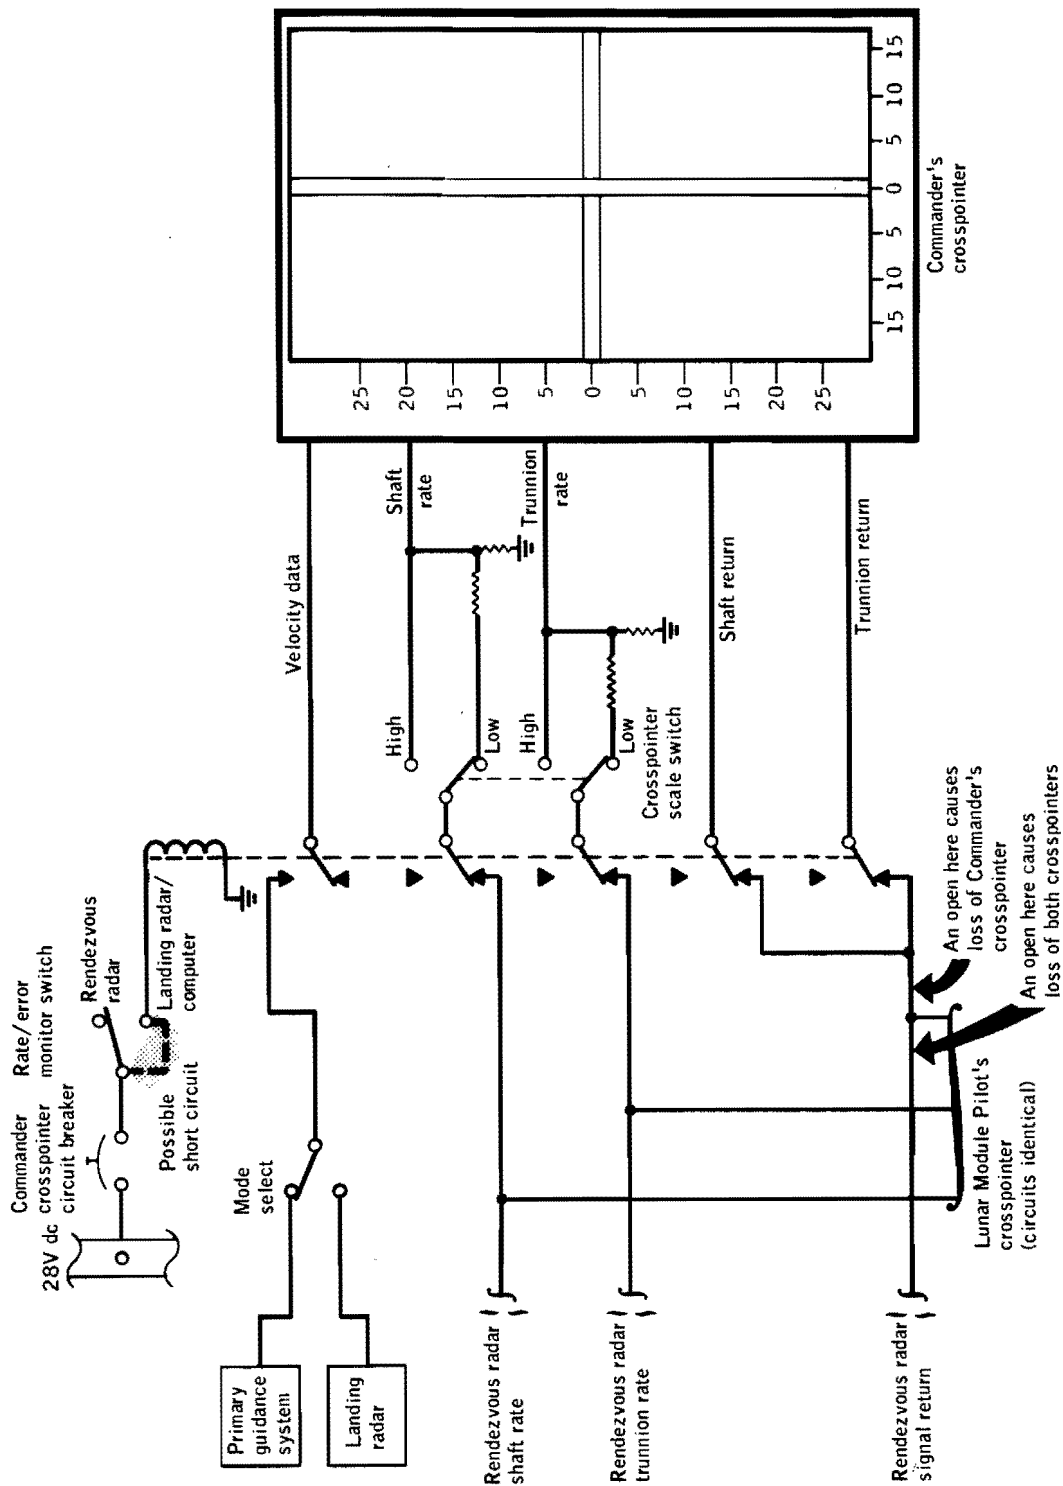 28V dc
Commander
crosspointer
circuit breaker
Rate/error
monitor switch
Rendezvous
radar
Landing radar/
computer
Possible
short circuit
Mode
select
Primary
guidance
system
Landing
radar
Velocity data
High
Low
Shaft
rate
High
Low
Trunnion
rate
Crosspointer
scale switch
Shaft return
Trunnion return
Rendezvous radar
shaft rate
Rendezvous radar
trunnion rate
Rendezvous radar
signal return
Lunar Module Pilot's
crosspointer
(circuits identical)
An open here causes
loss of Commander's
crosspointer
An open here causes
loss of both crosspointers
25
20
15
10
5
0
5
10
15
20
25
15
10
5
0
5
10
15
Commander's
crosspointer